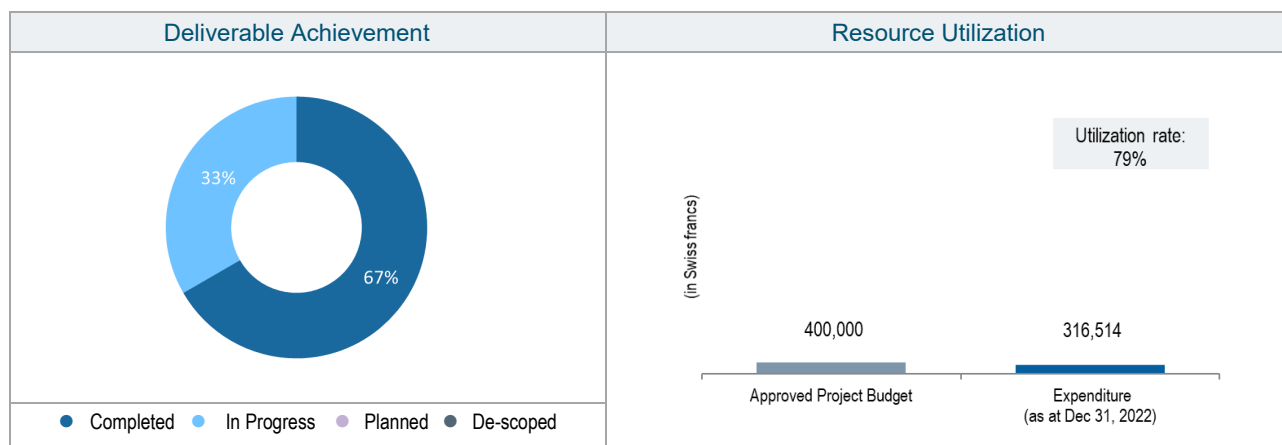 Deliverable Achievement
Resource Utilization
33%
67%
Completed In Progress Planned De-scoped
Utilization rate:
79%
(in Swiss francs)
400,000
316,514
Approved Project Budget
Expenditure
(as at Dec 31, 2022)